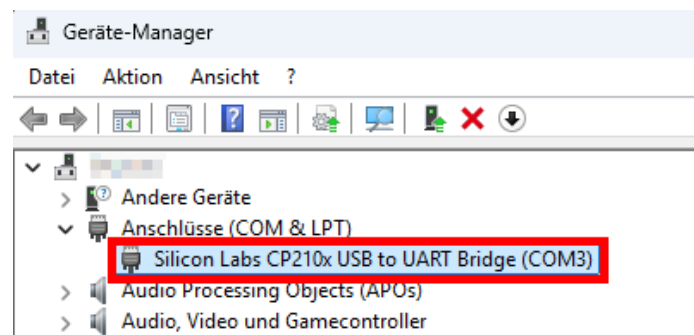 Geräte-Manager
Datei Aktion Ansicht ?
Andere Geräte
Anschlüsse (COM & LPT)
Silicon Labs CP210x USB to UART Bridge (COM3)
Audio Processing Objects (APOs)
Audio, Video und Gamecontroller